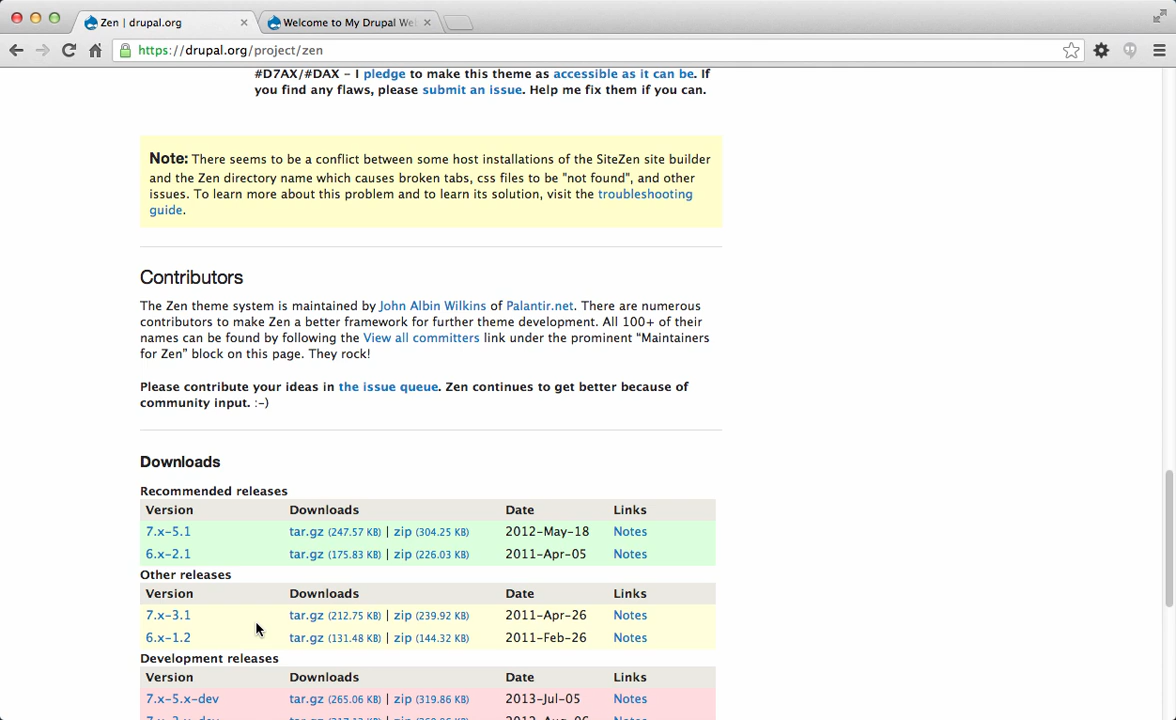 Zen | drupal.org
Welcome to My Drupal We
https://drupal.org/project/zen
#D7AX/#DAX – I pledge to make this theme as accessible as it can be. If
you find any flaws, please submit an issue. Help me fix them if you can.
Note: There seems to be a conflict between some host installations of the SiteZen site builder
and the Zen directory name which causes broken tabs, css files to be "not found", and other
issues. To learn more about this problem and to learn its solution, visit the troubleshooting
guide.
Contributors
The Zen theme system is maintained by John Albin Wilkins of Palantir.net. There are numerous
contributors to make Zen a better framework for further theme development. All 100+ of their
names can be found by following the View all committers link under the prominent “Maintainers
for Zen” block on this page. They rock!
Please contribute your ideas in the issue queue. Zen continues to get better because of
community input. :-)
Downloads
Recommended releases
Version Downloads Date Links
7.x-5.1 tar.gz (247.57 KB) | zip (304.25 KB) 2012-May-18 Notes
6.x-2.1 tar.gz (175.83 KB) | zip (226.03 KB) 2011-Apr-05 Notes
Other releases
Version Downloads Date Links
7.x-3.1 tar.gz (212.75 KB) | zip (239.92 KB) 2011-Apr-26 Notes
6.x-1.2 tar.gz (131.48 KB) | zip (144.32 KB) 2011-Feb-26 Notes
Development releases
Version Downloads Date Links
7.x-5.x-dev tar.gz (265.06 KB) | zip (319.86 KB) 2013-Jul-05 Notes